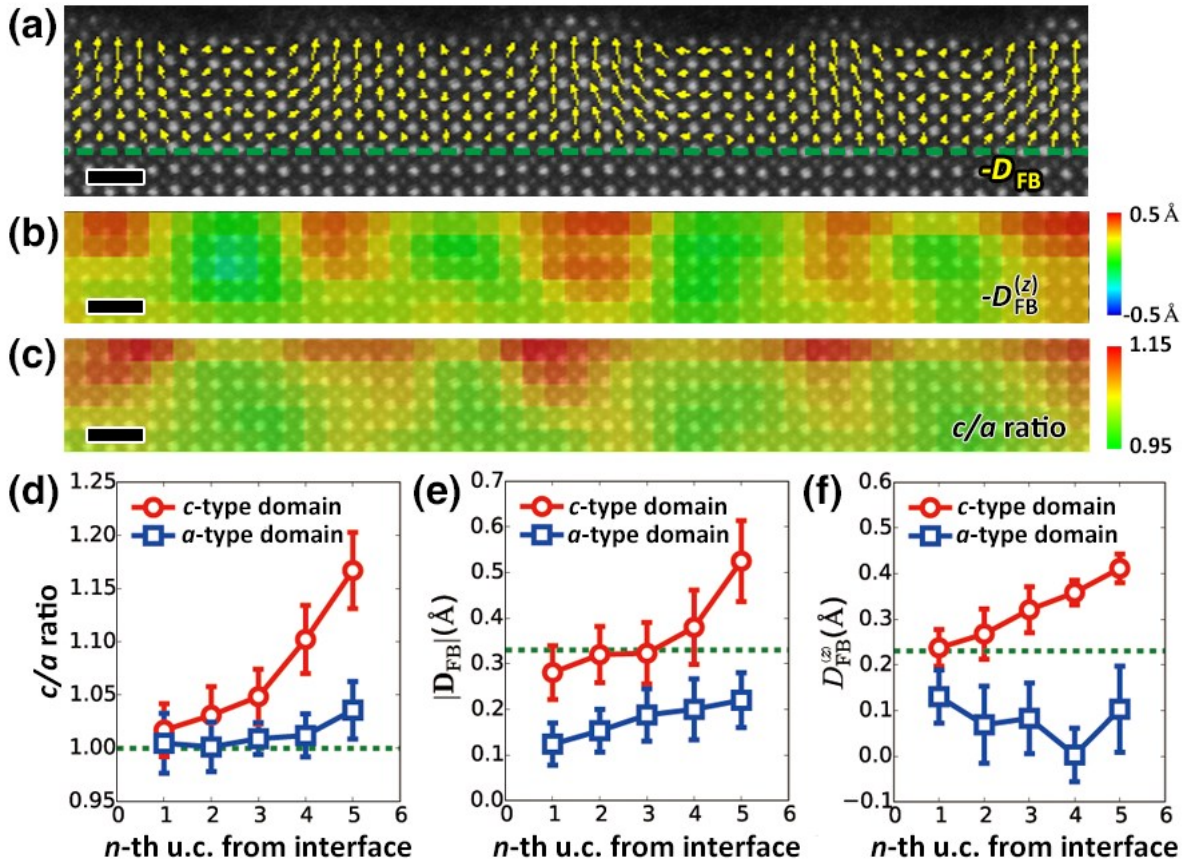 (a)
-D_FB
(b)
-D_FB^(z)
0.5 Å
-0.5 Å
(c)
c/a ratio
1.15
0.95
(d)
c/a ratio
1.25
1.20
1.15
1.10
1.05
1.00
0.95
c-type domain
a-type domain
0 1 2 3 4 5 6
n-th u.c. from interface
(e)
|D_FB|(Å)
0.7
0.6
0.5
0.4
0.3
0.2
0.1
0.0
c-type domain
a-type domain
0 1 2 3 4 5 6
n-th u.c. from interface
(f)
D_FB^(z)(Å)
0.6
0.5
0.4
0.3
0.2
0.1
0.0
−0.1
c-type domain
a-type domain
0 1 2 3 4 5 6
n-th u.c. from interface